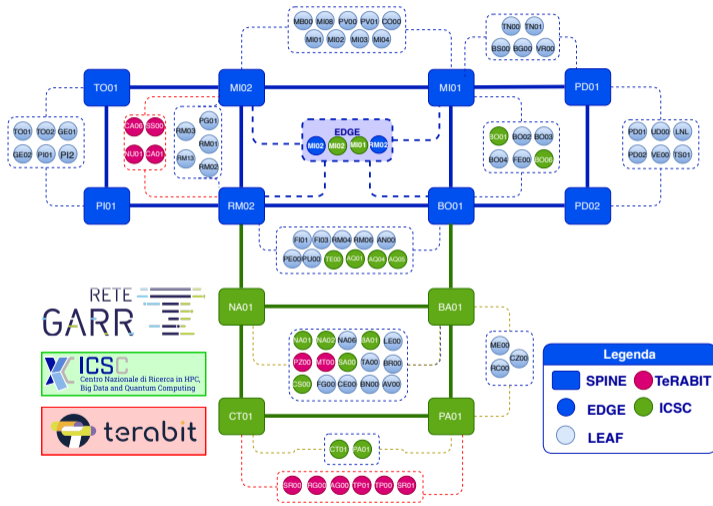 MB00 MI08 PV00 PV01 CO00
MI01 MI02 MI03 MI04
TN00 TN01
BS00 BG00 VR00
TO01
MI02
MI01
PD01
TO01 TO02 GE01
GE02 PI01 PI2
CA06 SS00
NU01 CA01
PG01
RM03
RM01
RM13
RM02
EDGE
MI02 MI02 MI01 RM02
BO01 BO02 BO03
BO04 FE00 BO06
PD01 UD00 LNL
PD02 VE00 TS01
PI01
RM02
BO01
PD02
FI01 FI03 RM04 RM06 AN00
PE00 PU00 TE00 AQ01 AQ04 AQ05
RETE
GARR
NA01
BA01
NA01 NA02 NA06 BA01 LE00
PZ00 MT00 SA00 TA00 BR00
CS00 FG00 CE00 BN00 AV00
ME00
CZ00
RC00
ICSC
Centro Nazionale di Ricerca in HPC,
Big Data and Quantum Computing
terabit
CT01
PA01
CT01 PA01
SR00 RG00 AG00 TP01 TP00 SR01
Legenda
SPINE TeRABIT
EDGE ICSC
LEAF